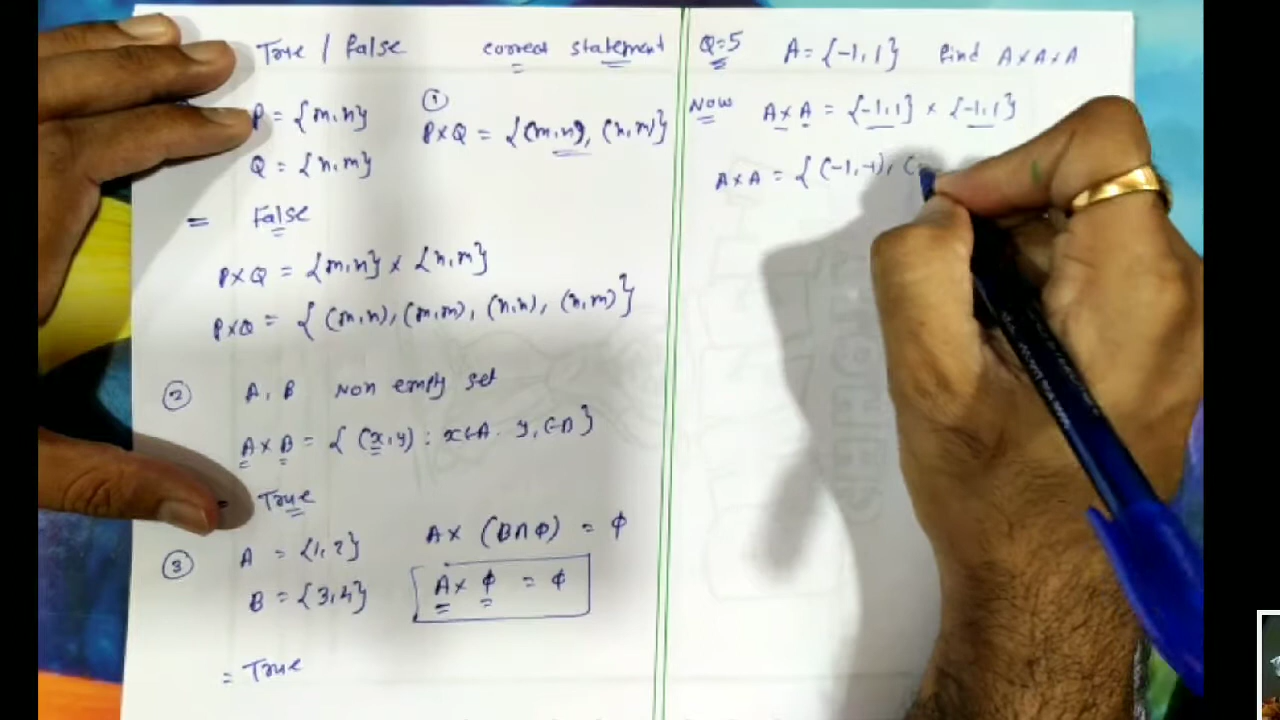 True / False correct statement
①
P = {m,n} P×Q = {(m,n), (n,m)}
Q = {n,m}
= False
P×Q = {m,n} × {n,m}
P×Q = {(m,n), (m,m), (n,n), (n,m)}
② A, B Non empty set
A×B = {(x,y) : x∈A. y,∈B}
= True
③ A = {1,2} A× (B∩ϕ) = ϕ
B = {3,4} A× ϕ = ϕ
= True
Q=5 A = {-1,1} find A×A×A
Now A×A = {-1,1} × {-1,1}
A×A = {(-1,-1), (-